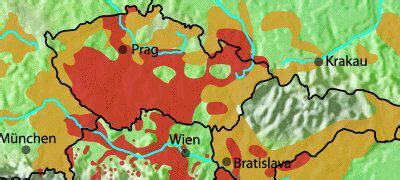 Prag
Krakau
München
Wien
Bratislava